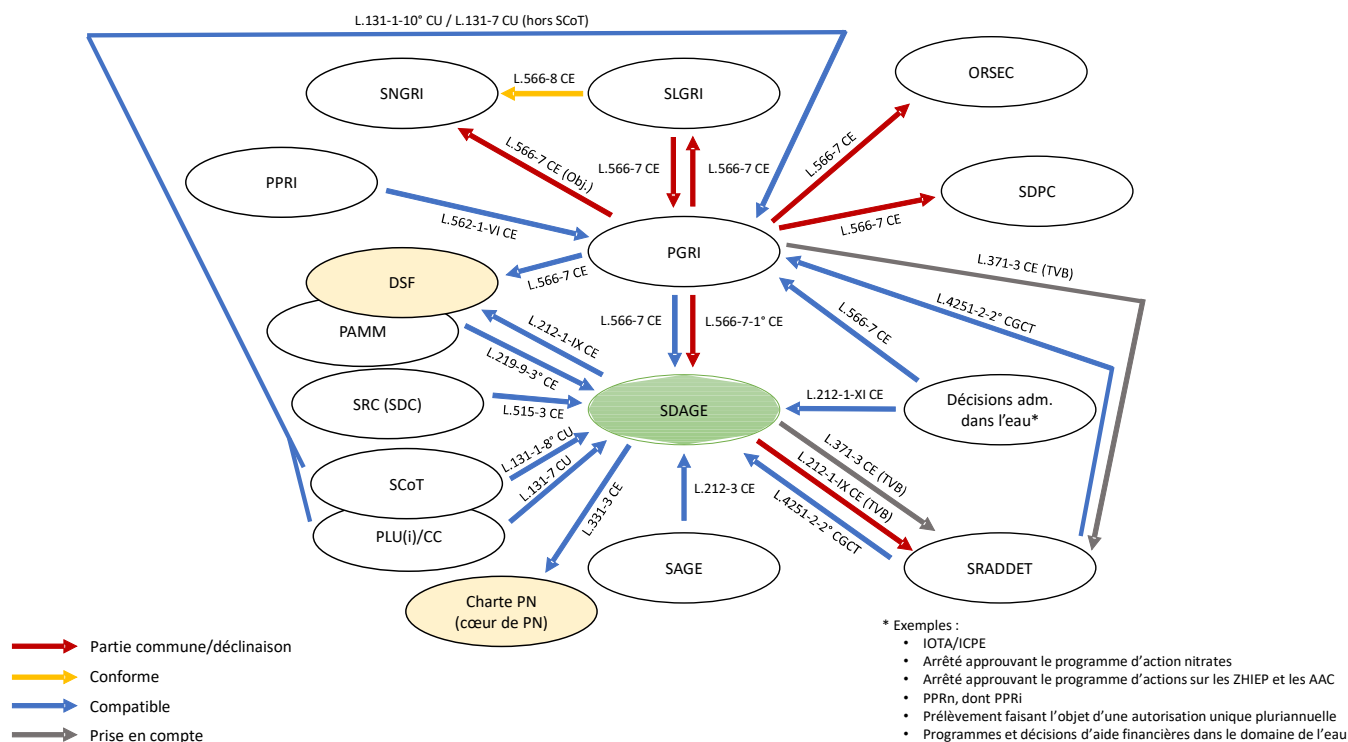 L.131-1-10° CU / L.131-7 CU (hors SCoT)
ORSEC
SNGRI
L.566-8 CE
SLGRI
L.566-7 CE (Obj.)
L.566-7 CE
L.566-7 CE
L.566-7 CE
PPRI
SDPC
L.562-1-VI CE
L.566-7 CE
PGRI
L.371-3 CE (TVB)
DSF
L.566-7 CE
L.4251-2-2° CGCT
PAMM
L.212-1-IX CE
L.566-7 CE
L.566-7-1° CE
L.566-7 CE
L.219-9-3° CE
SRC (SDC)
L.515-3 CE
SDAGE
L.212-1-XI CE
Décisions adm.
dans l'eau*
L.131-1-8° CU
L.371-3 CE (TVB)
SCoT
L.131-7 CU
L.212-1-IX CE (TVB)
L.331-3 CE
L.212-3 CE
L.4251-2-2° CGCT
PLU(i)/CC
SAGE
SRADDET
Charte PN
(cœur de PN)
Partie commune/déclinaison
Conforme
Compatible
Prise en compte
* Exemples :
• IOTA/ICPE
• Arrêté approuvant le programme d'action nitrates
• Arrêté approuvant le programme d'actions sur les ZHIEP et les AAC
• PPRn, dont PPRi
• Prélèvement faisant l'objet d'une autorisation unique pluriannuelle
• Programmes et décisions d'aide financières dans le domaine de l'eau